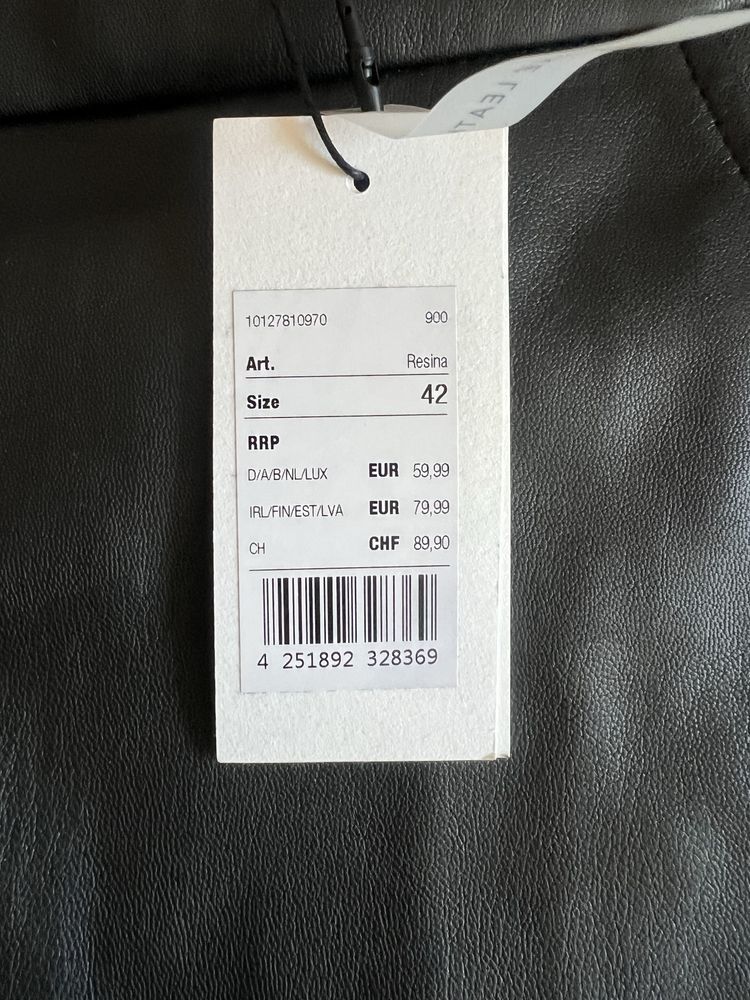 10127810970 900
Art. Resina
Size 42
RRP
D/A/B/NL/LUX EUR 59,99
IRL/FIN/EST/LVA EUR 79,99
CH CHF 89,90
4 251892 328369